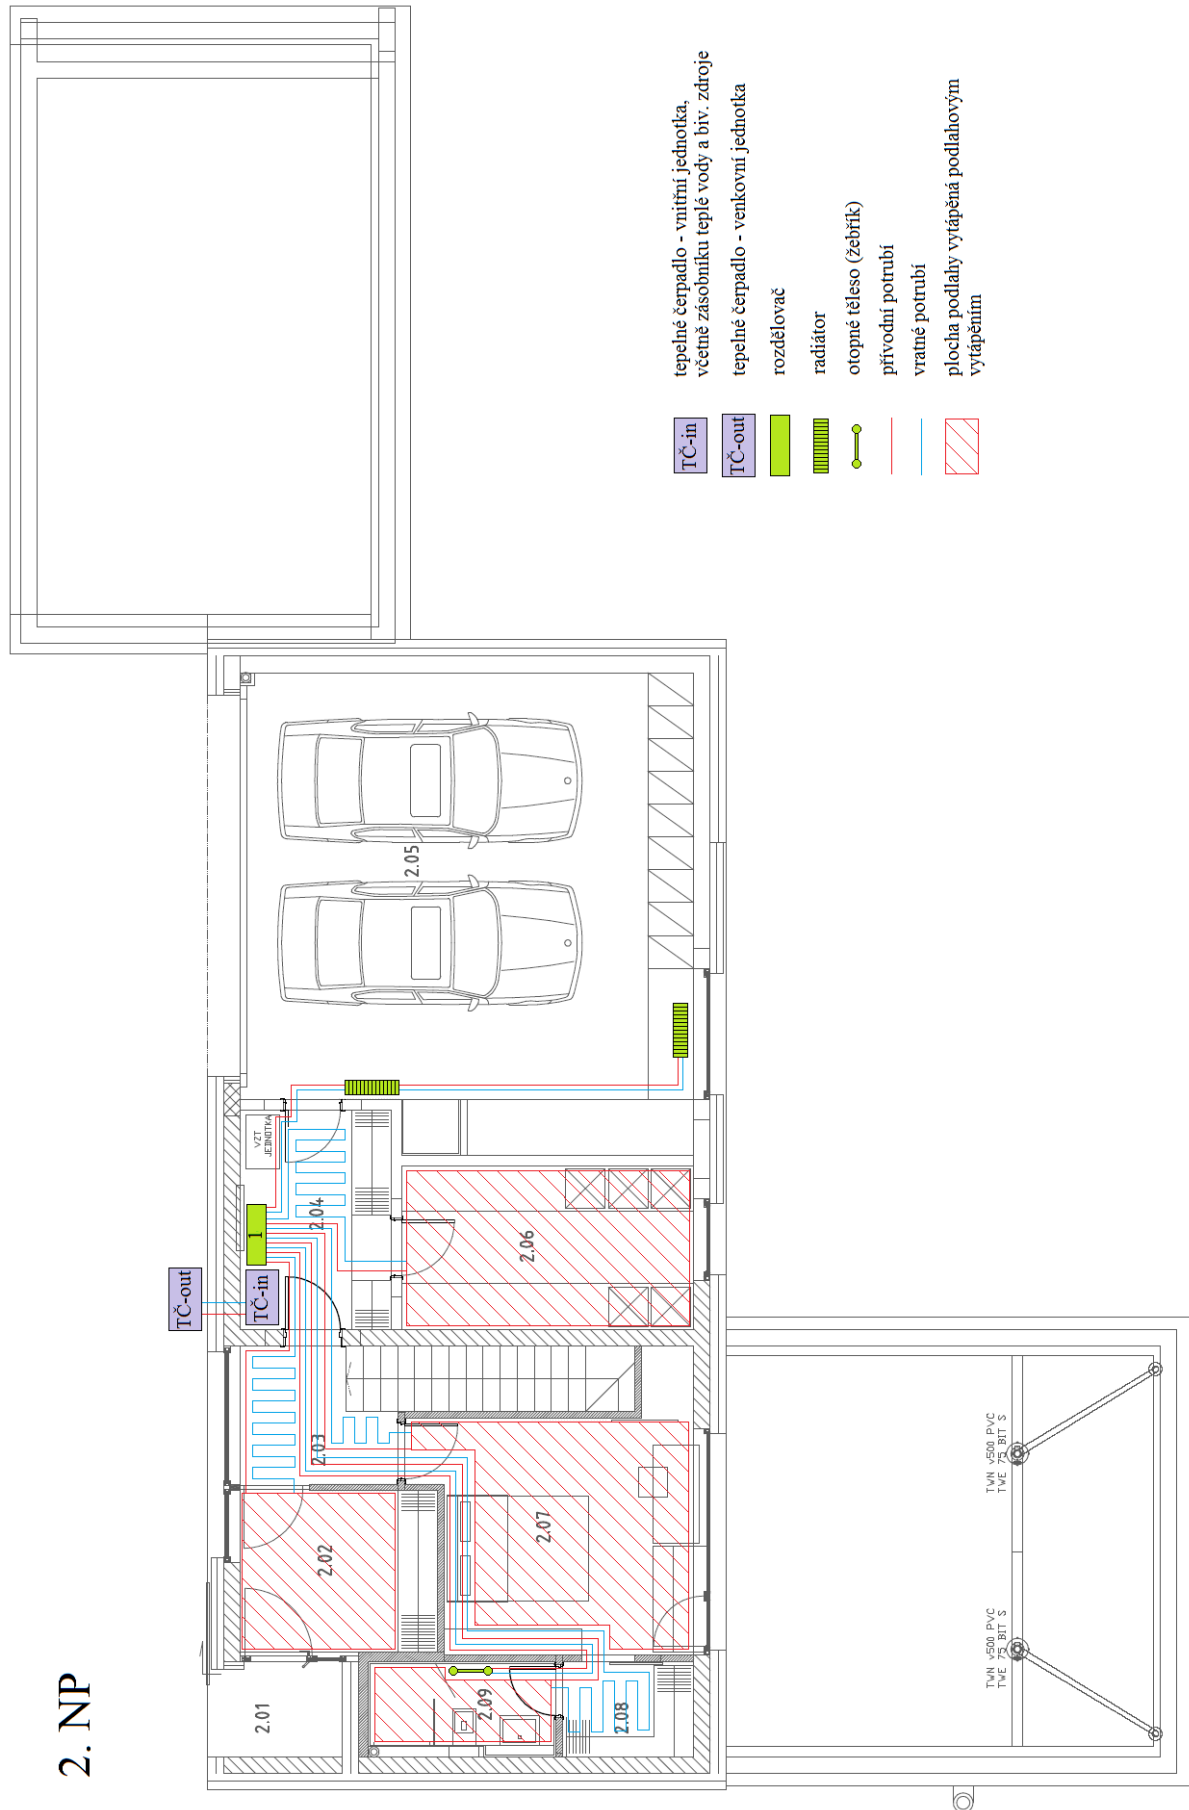 2. NP
TČ-out
TČ-in
1
VZT
JEDNOTKA
2.01
2.02
2.03
2.04
2.05
2.06
2.07
2.08
2.09
TWN v500 PVC
TWE 75 BIT S
TWN v500 PVC
TWE 75 BIT S
TČ-in
tepelné čerpadlo - vnitřní jednotka,
včetně zásobníku teplé vody a biv. zdroje
TČ-out
tepelné čerpadlo - venkovní jednotka
rozdělovač
radiátor
otopné těleso (žebřík)
přívodní potrubí
vratné potrubí
plocha podlahy vytápěná podlahovým
vytápěním